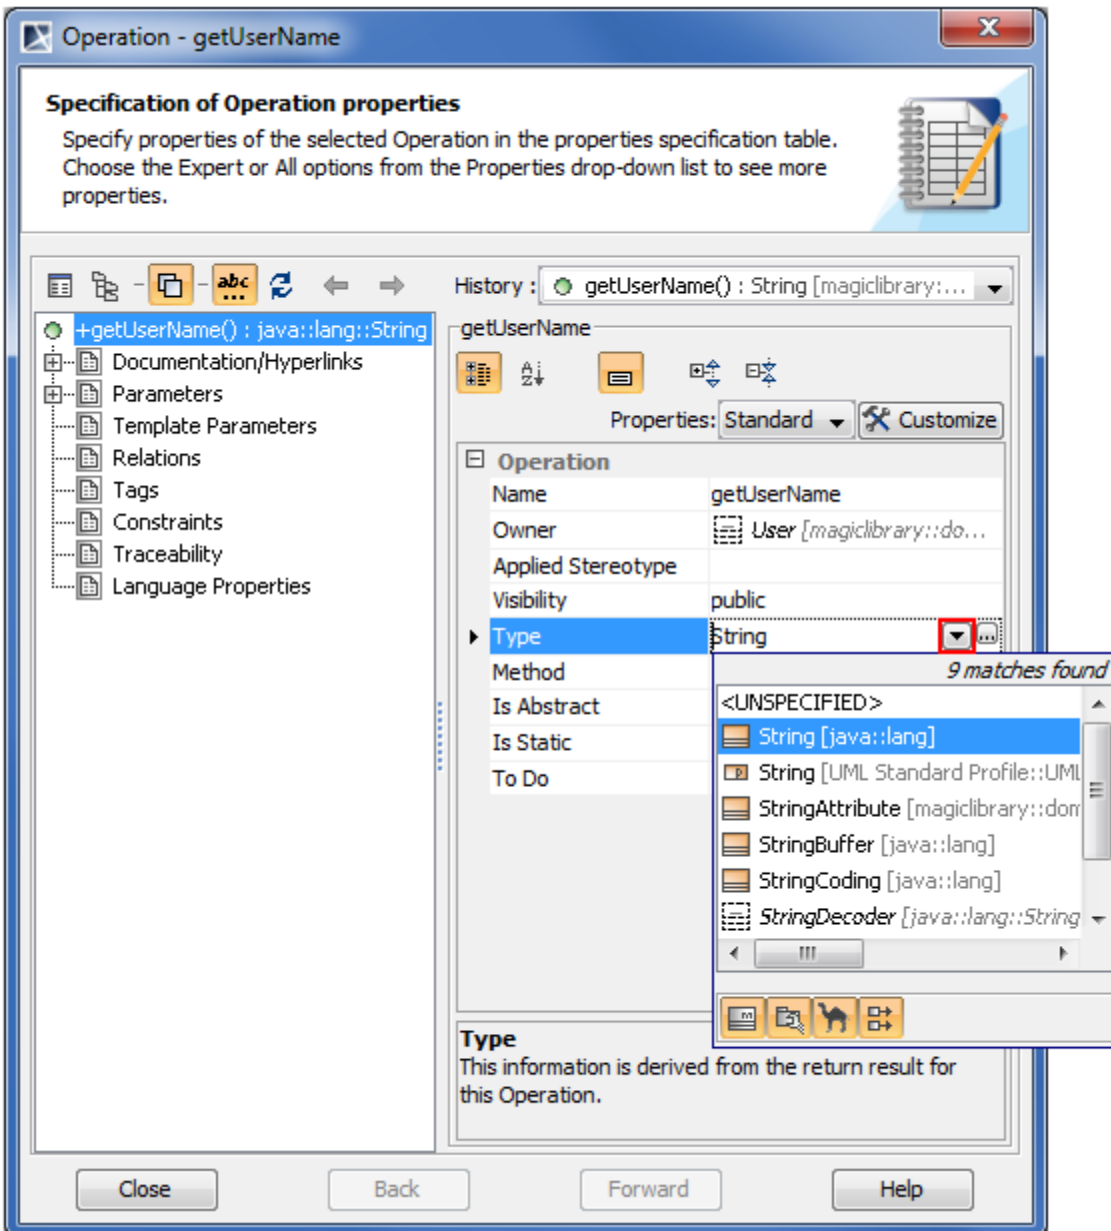 Operation - getUserName
Specification of Operation properties
Specify properties of the selected Operation in the properties specification table.
Choose the Expert or All options from the Properties drop-down list to see more
properties.
abc
History : getUserName() : String [magiclibrary:...
+getUserName() : java::lang::String
Documentation/Hyperlinks
Parameters
Template Parameters
Relations
Tags
Constraints
Traceability
Language Properties
getUserName
Properties: Standard Customize
Operation
Name getUserName
Owner User [magiclibrary::do...
Applied Stereotype
Visibility public
Type String ...
Method
Is Abstract
Is Static
To Do
9 matches found
<UNSPECIFIED>
String [java::lang]
String [UML Standard Profile::UML
StringAttribute [magiclibrary::dom
StringBuffer [java::lang]
StringCoding [java::lang]
StringDecoder [java::lang::String
Type
This information is derived from the return result for
this Operation.
Close Back Forward Help